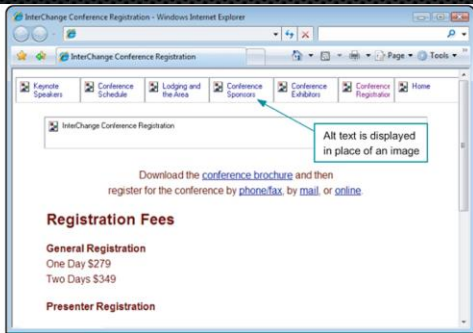 InterChange Conference Registration - Windows Internet Explorer
InterChange Conference Registration
Page
Tools
Keynote Speakers
Conference Schedule
Lodging and the Area
Conference Sponsors
Conference Exhibitors
Conference Registration
Home
InterChange Conference Registration
Alt text is displayed
in place of an image
Download the conference brochure and then
register for the conference by phone/fax, by mail, or online.
Registration Fees
General Registration
One Day $279
Two Days $349
Presenter Registration